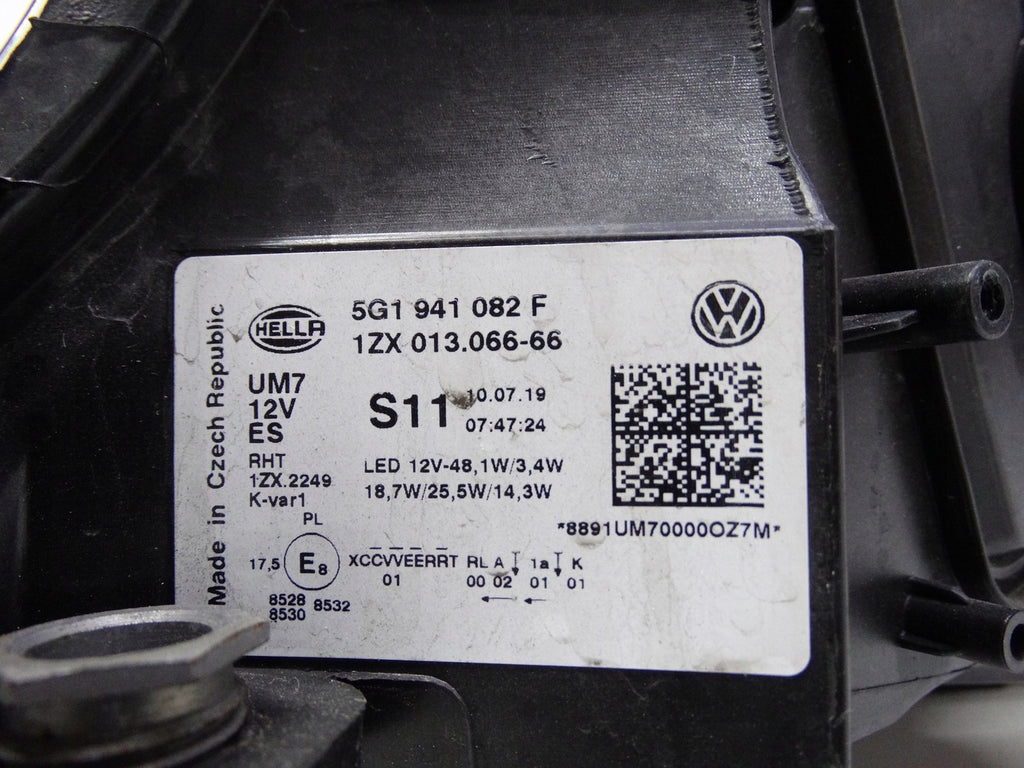 Made in Czech Republic
HELLA
5G1 941 082 F
1ZX 013.066-66
UM7
12V
ES
S11
10.07.19
07:47:24
RHT
1ZX.2249
K-var1
LED 12V-48,1W/3,4W
18,7W/25,5W/14,3W
*8891UM70000OZ7M*
PL
17,5 E8 XCCVVEERRT RL A 1a K
01 00 02 01 01
8528
8530
8532